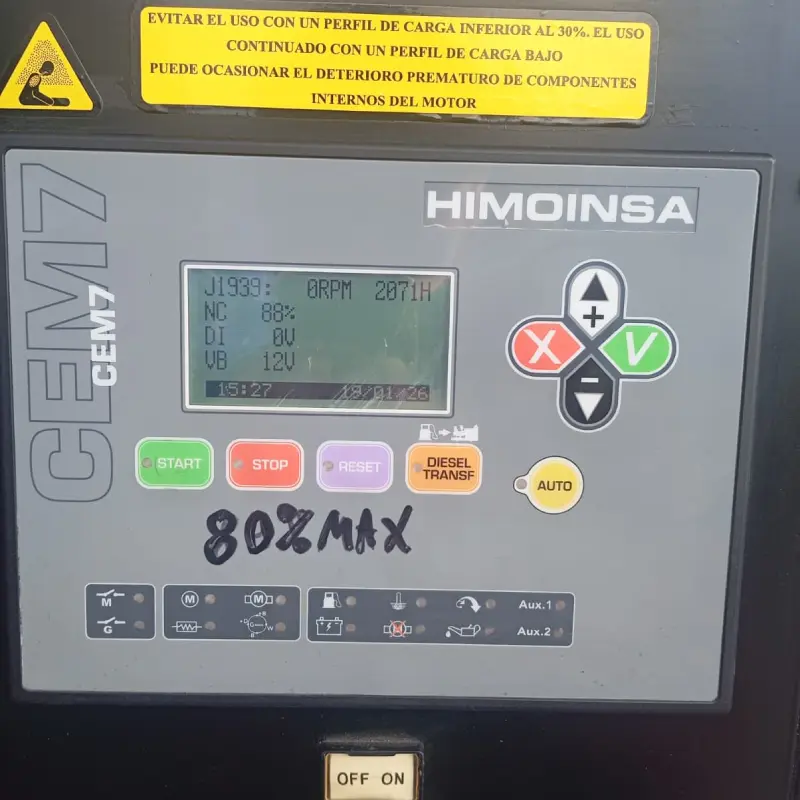 EVITAR EL USO CON UN PERFIL DE CARGA INFERIOR AL 30%. EL USO
CONTINUADO CON UN PERFIL DE CARGA BAJO
PUEDE OCASIONAR EL DETERIORO PREMATURO DE COMPONENTES
INTERNOS DEL MOTOR
CEM7
CEM7
HIMOINSA
J1939: 0RPM 2071H
NC 88%
DI 0V
VB 12V
15:27 19/01/26
X V
START STOP RESET DIESEL TRANSF AUTO
80% MAX
M M M Aux.1
G Aux.2
OFF ON